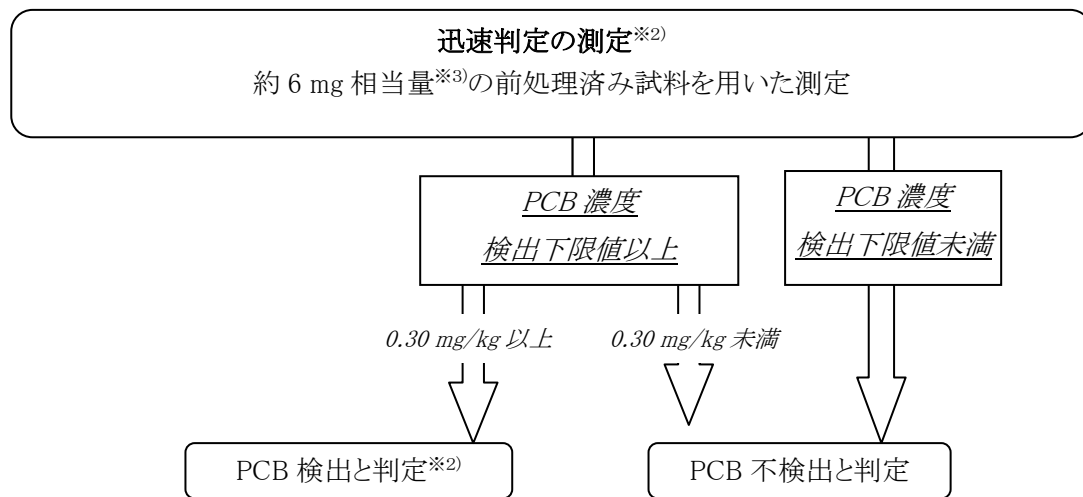 迅速判定の測定※2)
約 6 mg 相当量※3)の前処理済み試料を用いた測定
PCB 濃度
検出下限値以上
PCB 濃度
検出下限値未満
0.30 mg/kg 以上
0.30 mg/kg 未満
PCB 検出と判定※2)
PCB 不検出と判定